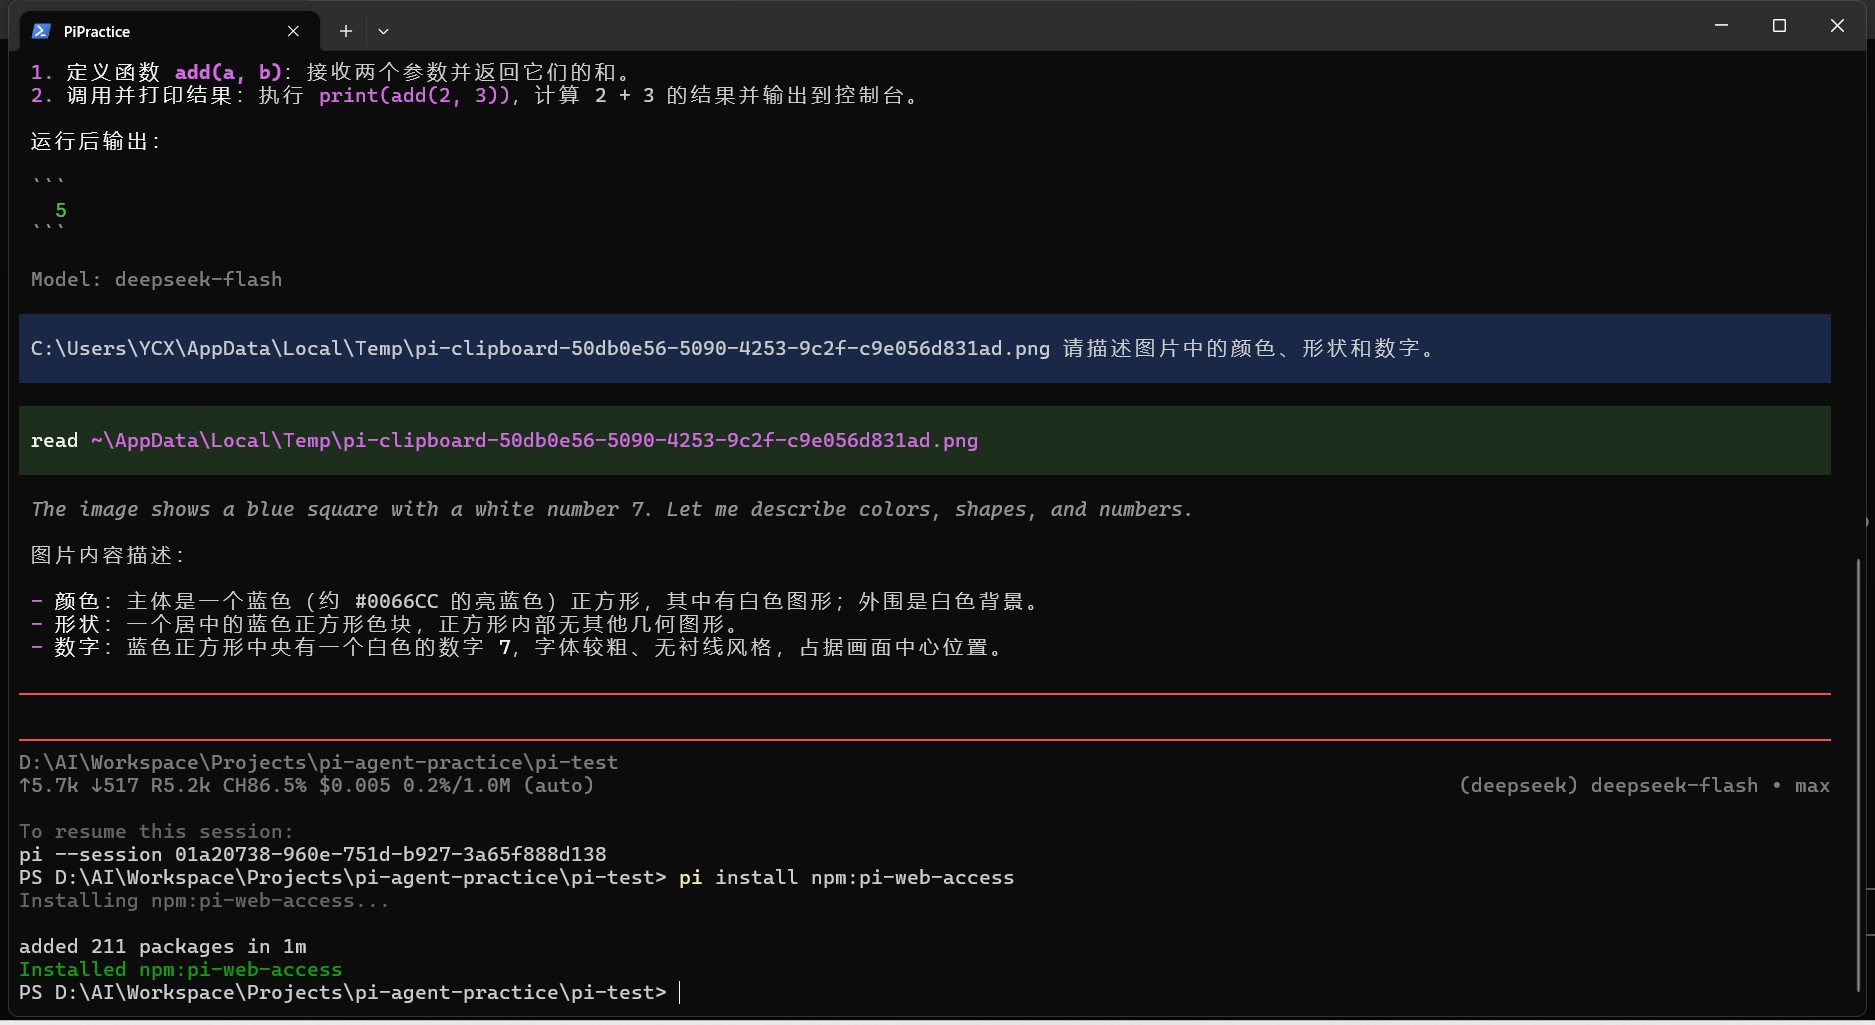 PiPractice
1. 定义函数 add(a, b): 接收两个参数并返回它们的和。
2. 调用并打印结果: 执行 print(add(2, 3)), 计算 2 + 3 的结果并输出到控制台。
运行后输出:
```
5
```
Model: deepseek-flash
C:\Users\YCX\AppData\Local\Temp\pi-clipboard-50db0e56-5090-4253-9c2f-c9e056d831ad.png 请描述图片中的颜色、形状和数字。
read ~\AppData\Local\Temp\pi-clipboard-50db0e56-5090-4253-9c2f-c9e056d831ad.png
The image shows a blue square with a white number 7. Let me describe colors, shapes, and numbers.
图片内容描述:
- 颜色: 主体是一个蓝色 (约 #0066CC 的亮蓝色) 正方形, 其中有白色图形; 外围是白色背景。
- 形状: 一个居中的蓝色正方形色块, 正方形内部无其他几何图形。
- 数字: 蓝色正方形中央有一个白色的数字 7, 字体较粗、无衬线风格, 占据画面中心位置。
D:\AI\Workspace\Projects\pi-agent-practice\pi-test
↑5.7k ↓517 R5.2k CH86.5% $0.005 0.2%/1.0M (auto) (deepseek) deepseek-flash • max
To resume this session:
pi --session 01a20738-960e-751d-b927-3a65f888d138
PS D:\AI\Workspace\Projects\pi-agent-practice\pi-test> pi install npm:pi-web-access
Installing npm:pi-web-access...
added 211 packages in 1m
Installed npm:pi-web-access
PS D:\AI\Workspace\Projects\pi-agent-practice\pi-test>